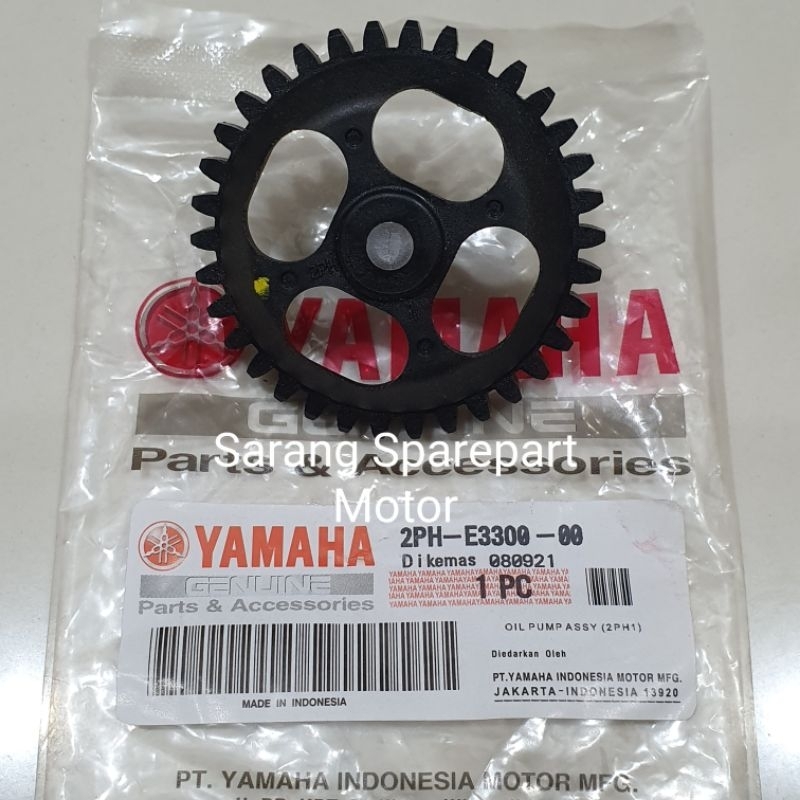 YAMAHA
GENUINE
Parts & Accessories
Sarang Sparepart
Motor
YAMAHA
GENUINE
Parts & Accessories
2PH-E3300-00
Dikemas 080921
1 PC
OIL PUMP ASSY (2PH1)
Diedarkan Oleh
PT.YAMAHA INDONESIA MOTOR MFG.
JAKARTA-INDONESIA 13920
MADE IN INDONESIA
PT. YAMAHA INDONESIA MOTOR MFG.